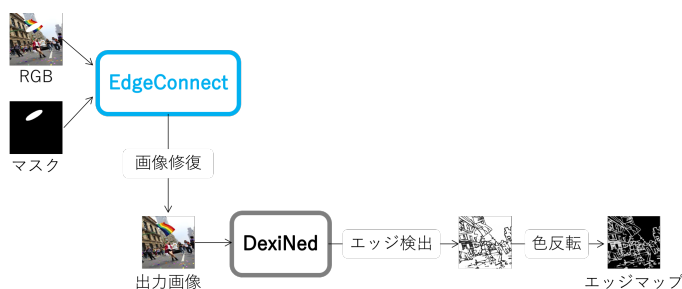 RGB
EdgeConnect
マスク
画像修復
DexiNed
エッジ検出
色反転
出力画像
エッジマップ